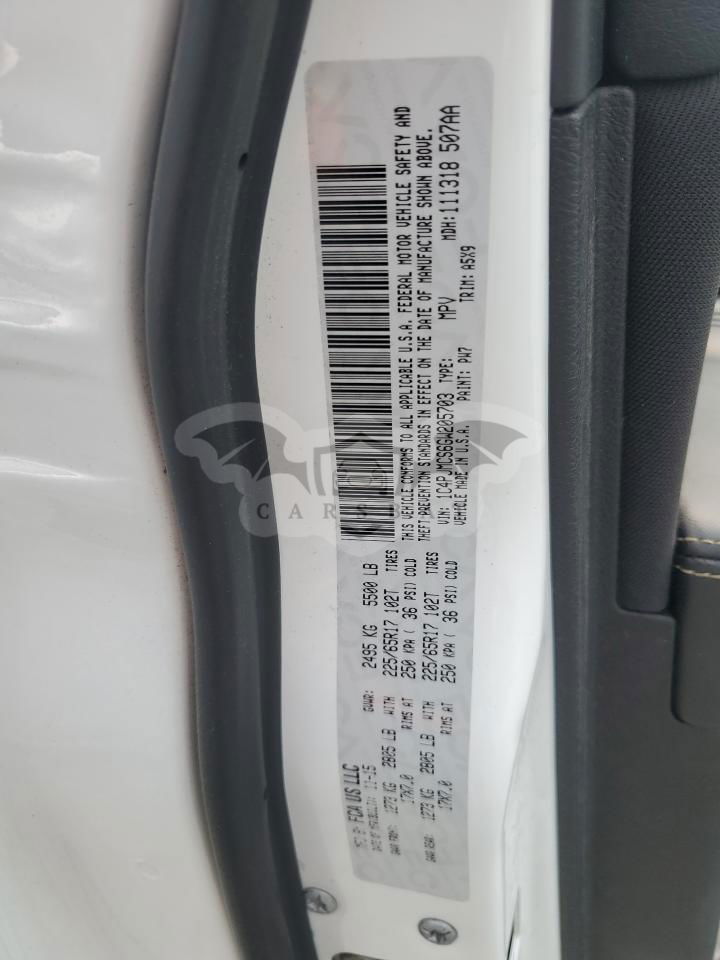 MFD BY: FCA US LLC
DATE OF MFR: 11-15 GVWR: 2495 KG 5500 LB
GAWR FRONT: 1273 KG 2805 LB WITH 225/65R17 102T TIRES
17X7.0 RIMS AT 250 KPA ( 36 PSI) COLD
GAWR REAR: 1273 KG 2805 LB WITH 225/65R17 102T TIRES
17X7.0 RIMS AT 250 KPA ( 36 PSI) COLD
THIS VEHICLE CONFORMS TO ALL APPLICABLE U.S.A. FEDERAL MOTOR VEHICLE SAFETY AND
THEFT PREVENTION STANDARDS IN EFFECT ON THE DATE OF MANUFACTURE SHOWN ABOVE.
VIN: 1C4PJMCS6GW205703 TYPE: MPV MDH: 111318 507AA
VEHICLE MADE IN U.S.A. PAINT: PW7 TRIM: A5X9